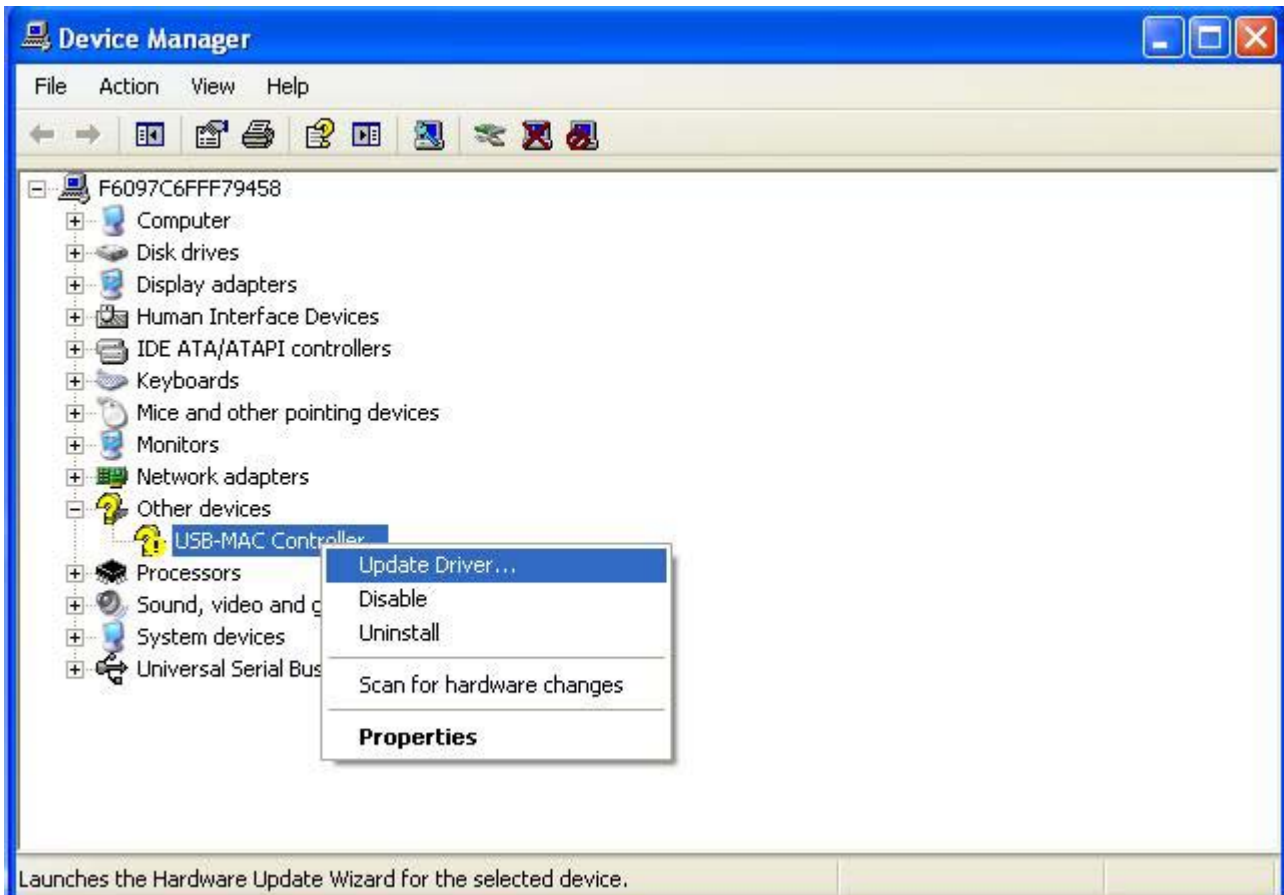 Device Manager
File Action View Help
F6097C6FFF79458
Computer
Disk drives
Display adapters
Human Interface Devices
IDE ATA/ATAPI controllers
Keyboards
Mice and other pointing devices
Monitors
Network adapters
Other devices
USB-MAC Controller
Update Driver...
Processors
Disable
Sound, video and g
Uninstall
System devices
Universal Serial Bus
Scan for hardware changes
Properties
Launches the Hardware Update Wizard for the selected device.